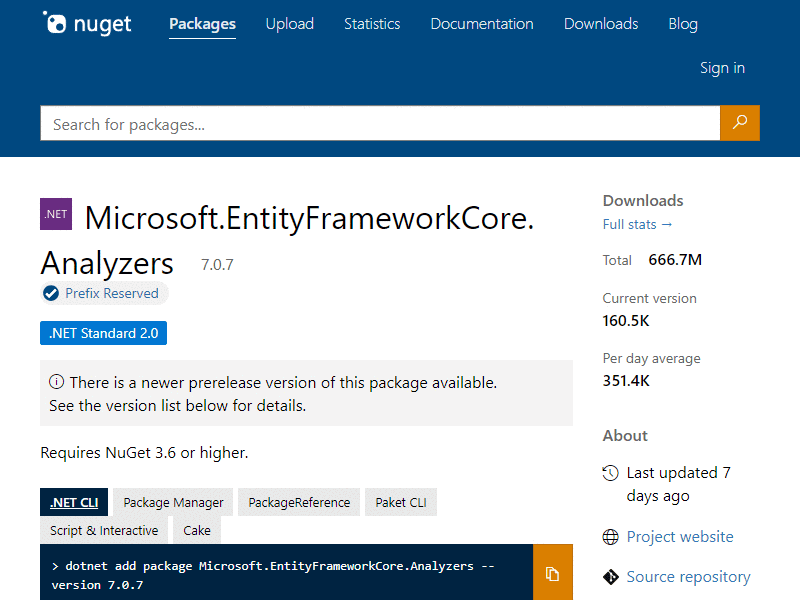 nuget
Packages Upload Statistics Documentation Downloads Blog
Sign in
Search for packages...
.NET
Microsoft.EntityFrameworkCore.
Analyzers 7.0.7
Prefix Reserved
.NET Standard 2.0
There is a newer prerelease version of this package available.
See the version list below for details.
Requires NuGet 3.6 or higher.
.NET CLI Package Manager PackageReference Paket CLI
Script & Interactive Cake
> dotnet add package Microsoft.EntityFrameworkCore.Analyzers --
version 7.0.7
Downloads
Full stats →
Total 666.7M
Current version
160.5K
Per day average
351.4K
About
Last updated 7
days ago
Project website
Source repository